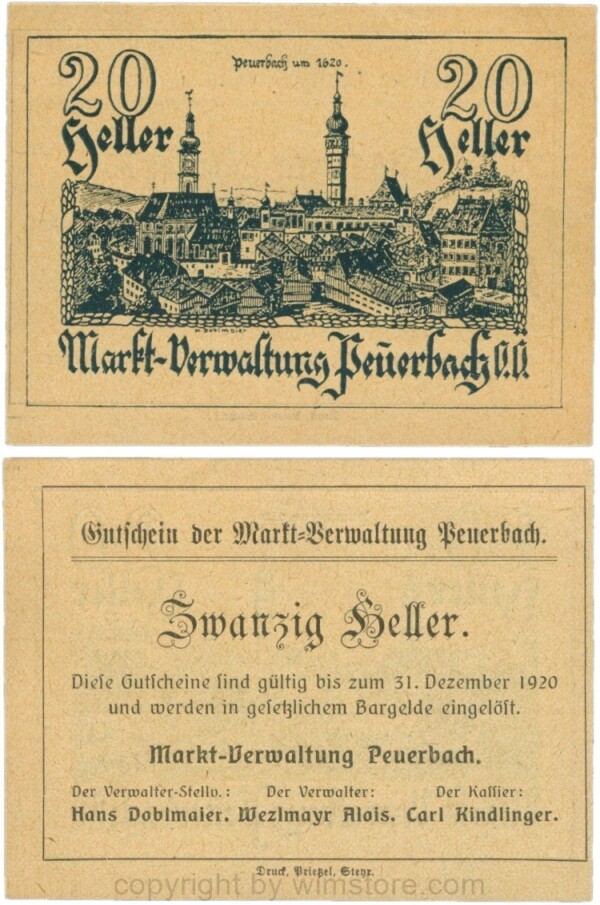 Peuerbach um 1620.
20 20
Heller Heller
H. Doblmaier
Markt-Verwaltung Peuerbach O.Ö.
Gutschein der Markt-Verwaltung Peuerbach.
Zwanzig Heller.
Diese Gutscheine sind gültig bis zum 31. Dezember 1920
und werden in gesetzlichem Bargelde eingelöst.
Markt-Verwaltung Peuerbach.
Der Verwalter-Stellv.: Der Verwalter: Der Kassier:
Hans Doblmaier. Wezlmayr Alois. Carl Kindlinger.
Druck, Prietzel, Steyr.
copyright by wimstore.com